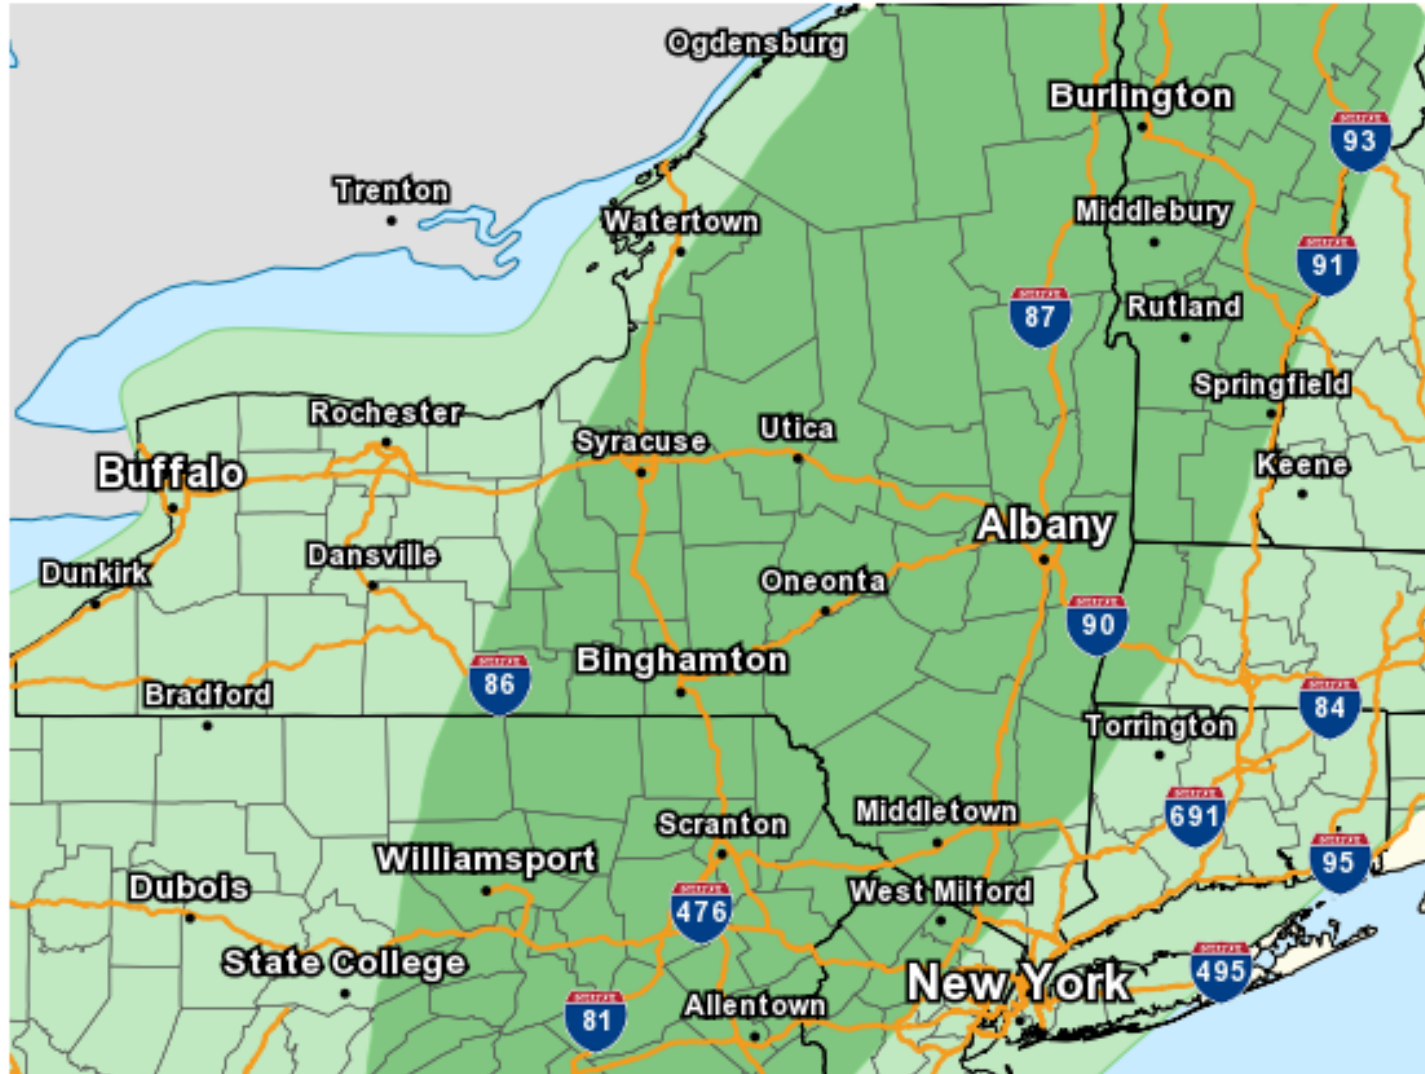 Ogdensburg
Burlington
93
Trenton
Watertown
Middlebury
91
87
Rutland
Springfield
Rochester
Syracuse
Utica
Keene
Buffalo
Albany
Dansville
Dunkirk
Oneonta
90
Binghamton
86
Bradford
84
Torrington
Middletown
691
Scranton
Williamsport
95
Dubois
West Milford
476
State College
495
New York
Allentown
81